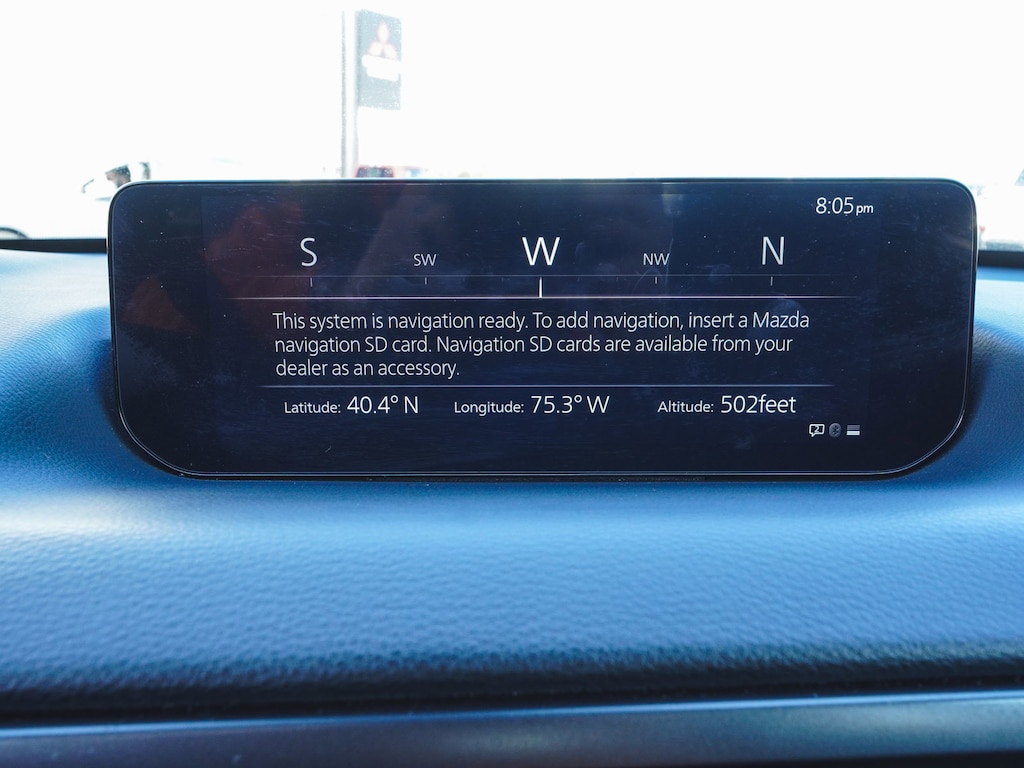 8:05pm
S SW W NW N
This system is navigation ready. To add navigation, insert a Mazda
navigation SD card. Navigation SD cards are available from your
dealer as an accessory.
Latitude: 40.4° N Longitude: 75.3° W Altitude: 502feet
2